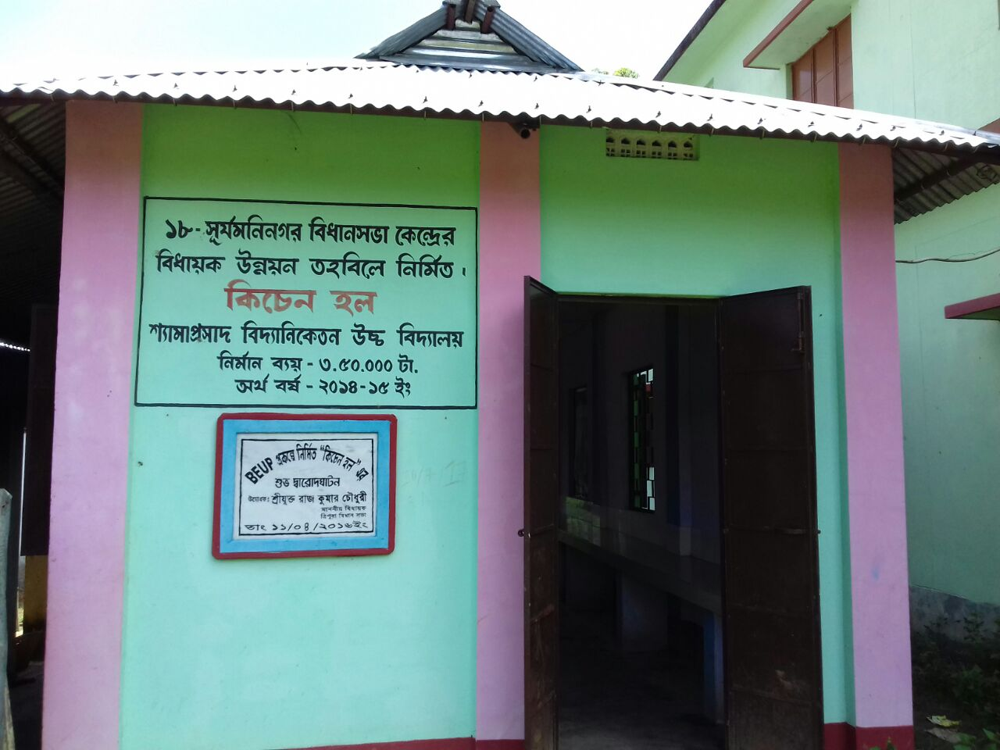 ১৮-সূর্যমনিনগর বিধানসভা কেন্দ্রের
বিধায়ক উন্নয়ন তহবিলে নির্মিত।
কিচেন হল
শ্যামাপ্রসাদ বিদ্যানিকেতন উচ্চ বিদ্যালয়
নির্মান ব্যয় - ৩.৫০.০০০ টা.
অর্থ বর্ষ - ২০১৪-১৫ ইং
BEUP প্রকল্পে নির্মিত "কিচেন হল" এর
শুভ দ্বারোদঘাটন
উদ্বোধক: শ্রীযুক্ত রাজ কুমার চৌধুরী
মাননীয় বিধায়ক
ত্রিপুরা বিধান সভা
তাং ১১/০৪/২০১৬ইং